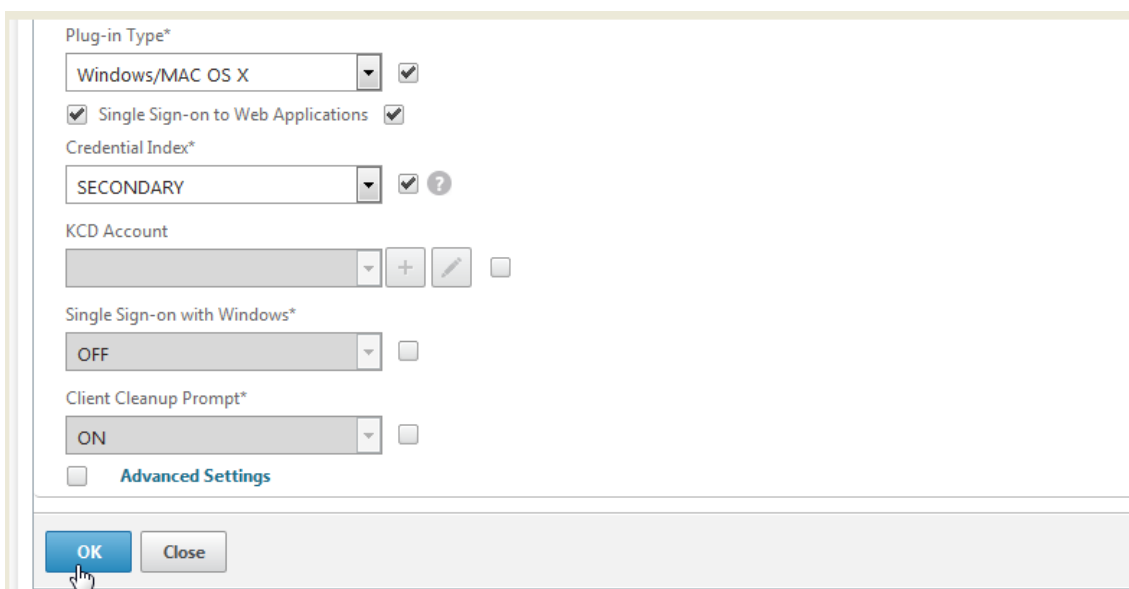 Plug-in Type*
Windows/MAC OS X
Single Sign-on to Web Applications
Credential Index*
SECONDARY
?
KCD Account
+
Single Sign-on with Windows*
OFF
Client Cleanup Prompt*
ON
Advanced Settings
OK Close